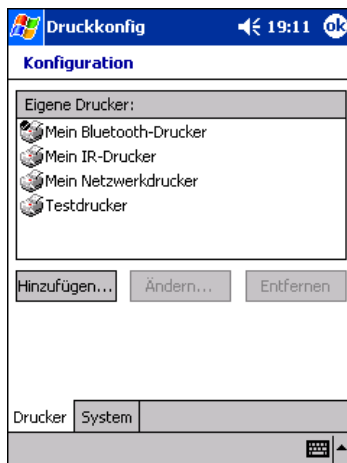 Druckkonfig 19:11 ok
Konfiguration
Eigene Drucker:
Mein Bluetooth-Drucker
Mein IR-Drucker
Mein Netzwerkdrucker
Testdrucker
Hinzufügen... Ändern... Entfernen
Drucker System